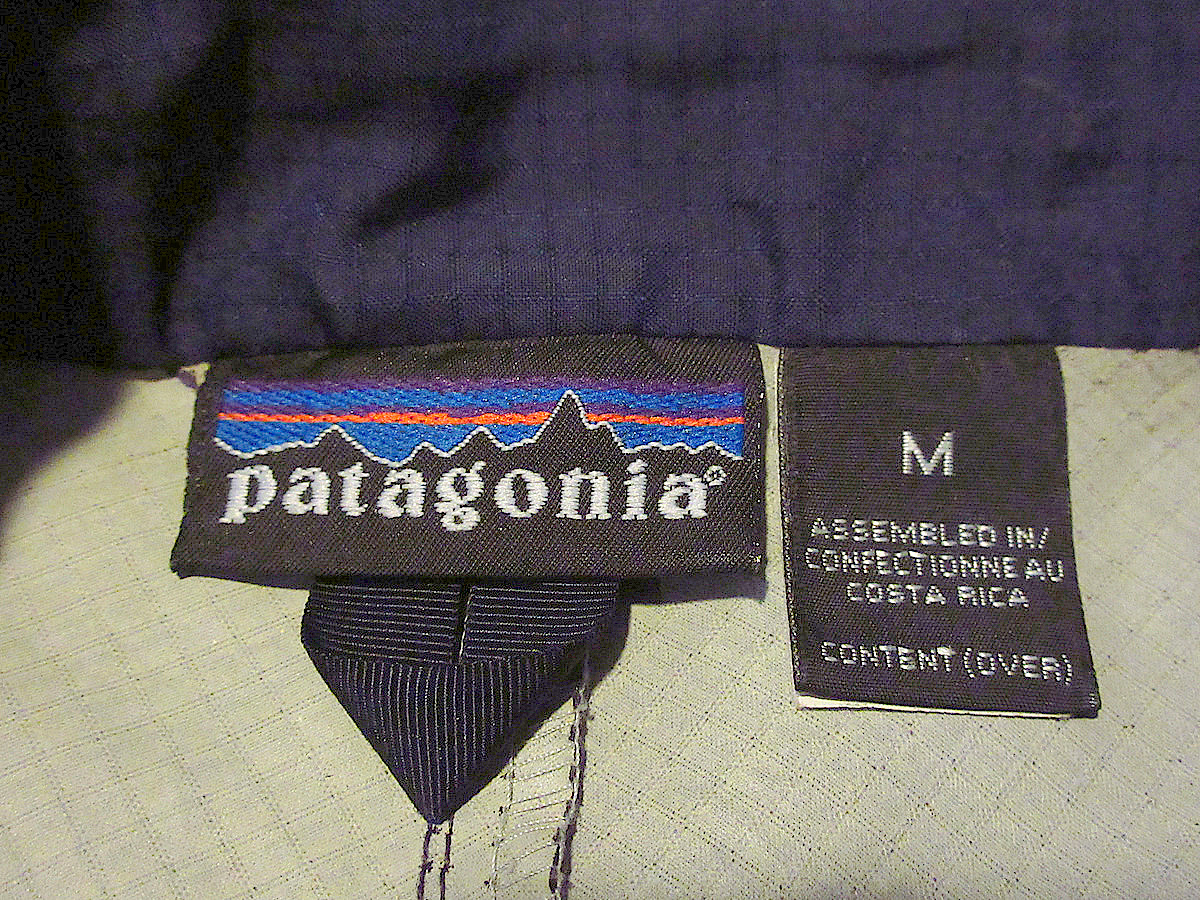 patagonia®
M
ASSEMBLED IN/
CONFECTIONNE AU
COSTA RICA
CONTENT (OVER)